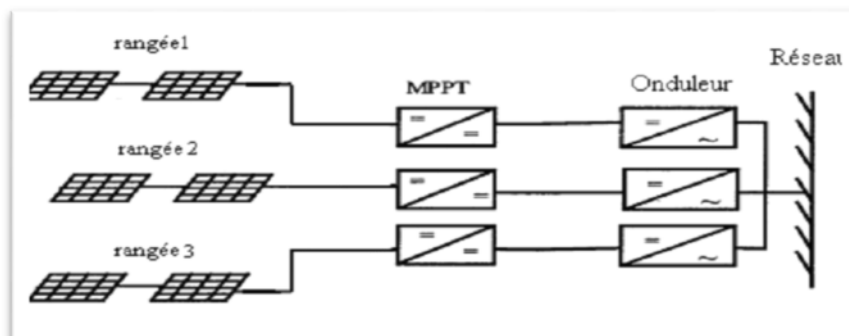 rangée1
Réseau
MPPT
Onduleur
rangée 2
rangée 3